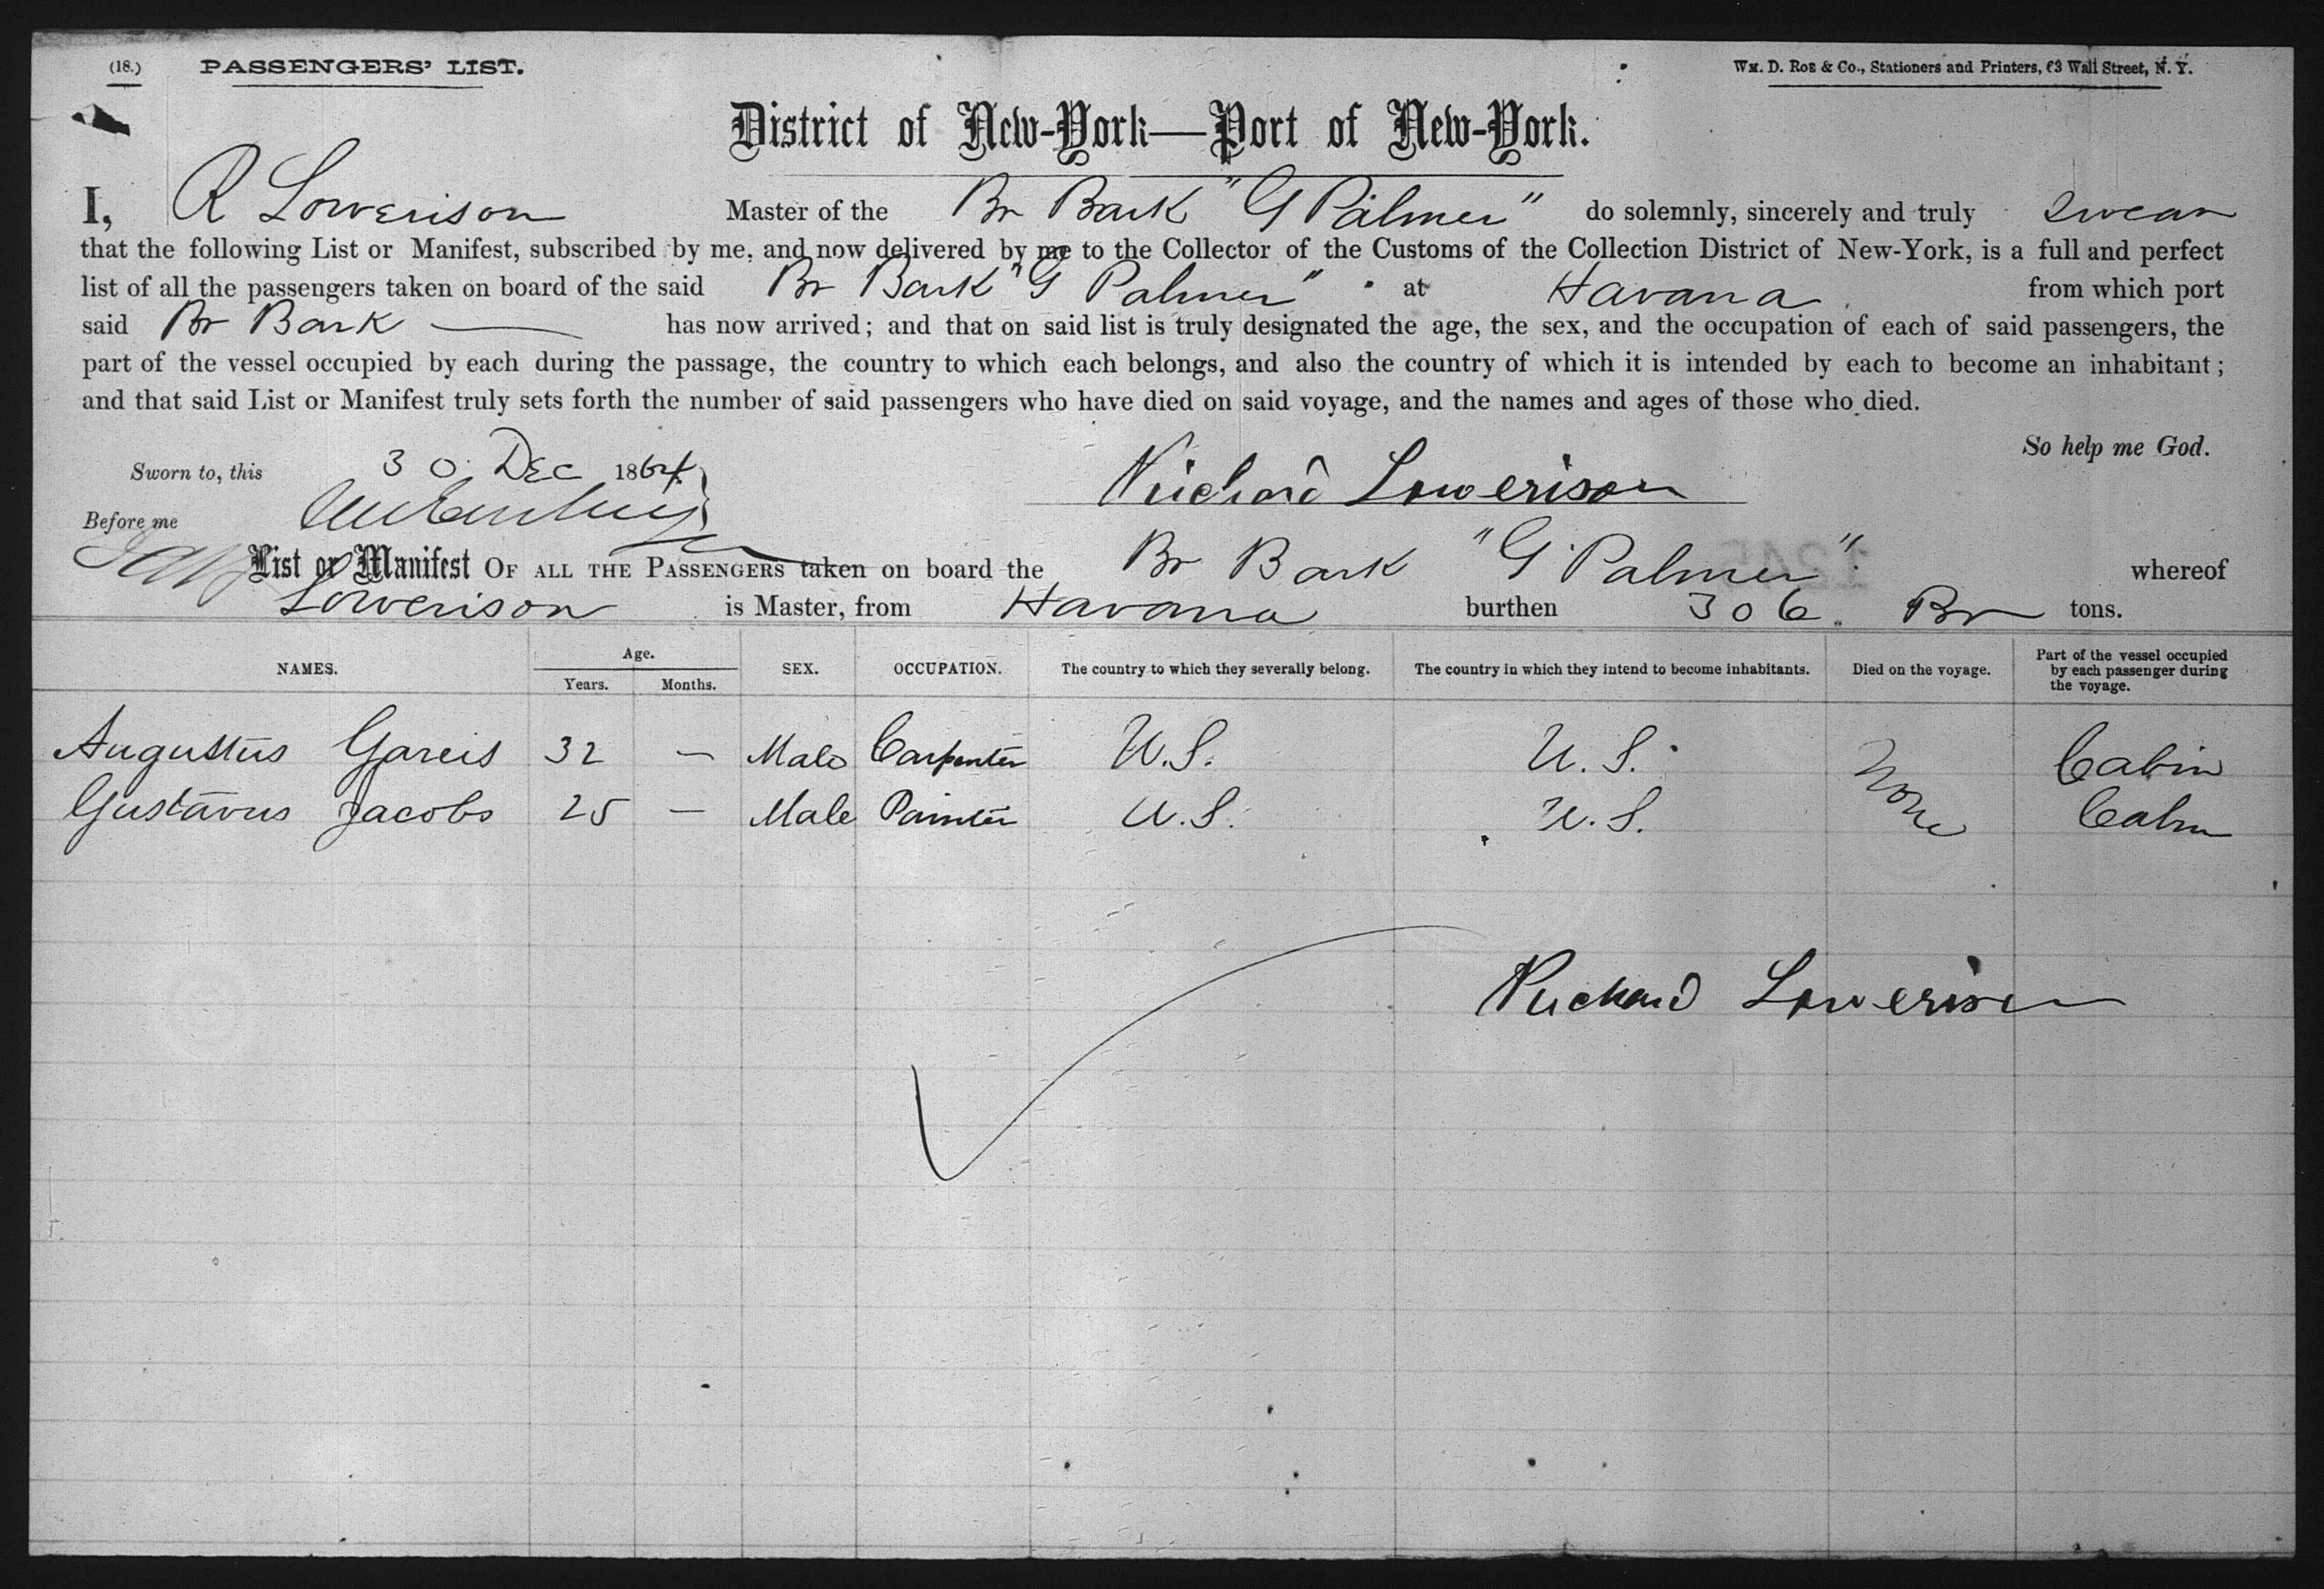 (18.) PASSENGERS' LIST. WM. D. ROE & Co., Stationers and Printers, 63 Wall Street, N. Y.
District of New-York—Port of New-York.
I, R Lowerison Master of the Br Bark "G Palmer" do solemnly, sincerely and truly swear
that the following List or Manifest, subscribed by me, and now delivered by me to the Collector of the Customs of the Collection District of New-York, is a full and perfect
list of all the passengers taken on board of the said Br Bark "G Palmer" at Havana from which port
said Br Bark — has now arrived; and that on said list is truly designated the age, the sex, and the occupation of each of said passengers, the
part of the vessel occupied by each during the passage, the country to which each belongs, and also the country of which it is intended by each to become an inhabitant;
and that said List or Manifest truly sets forth the number of said passengers who have died on said voyage, and the names and ages of those who died.
So help me God.
Sworn to, this 30 Dec 1864 Richard Lowerison
Before me
List or Manifest OF ALL THE PASSENGERS taken on board the Br Bark "G Palmer" whereof
Lowerison is Master, from Havana burthen 306 Br tons.
NAMES. Age. Years. Months. SEX. OCCUPATION. The country to which they severally belong. The country in which they intend to become inhabitants. Died on the voyage. Part of the vessel occupied by each passenger during the voyage.
Augustus Gareis 32 — Male Carpenter U.S. U.S. None Cabin
Gustavus Jacobs 25 — Male Painter U.S. U.S. Cabin
Richard Lowerison